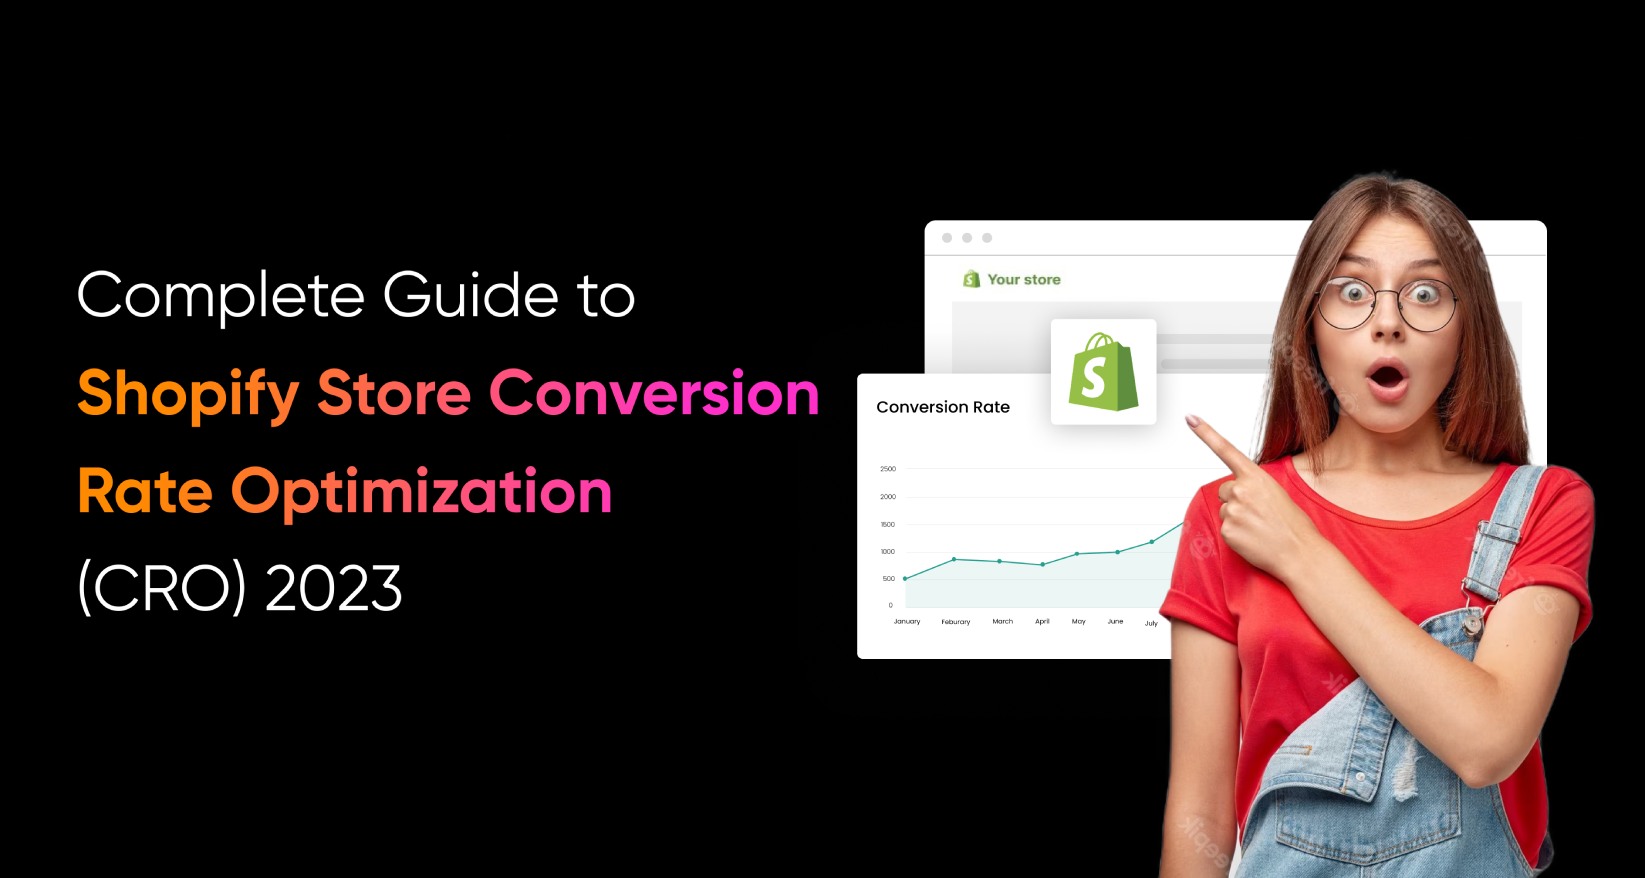 Complete Guide to
Shopify Store Conversion
Rate Optimization
(CRO) 2023
Your store
Conversion Rate
2500
2000
1500
1000
500
0
January Feburary March April May June July